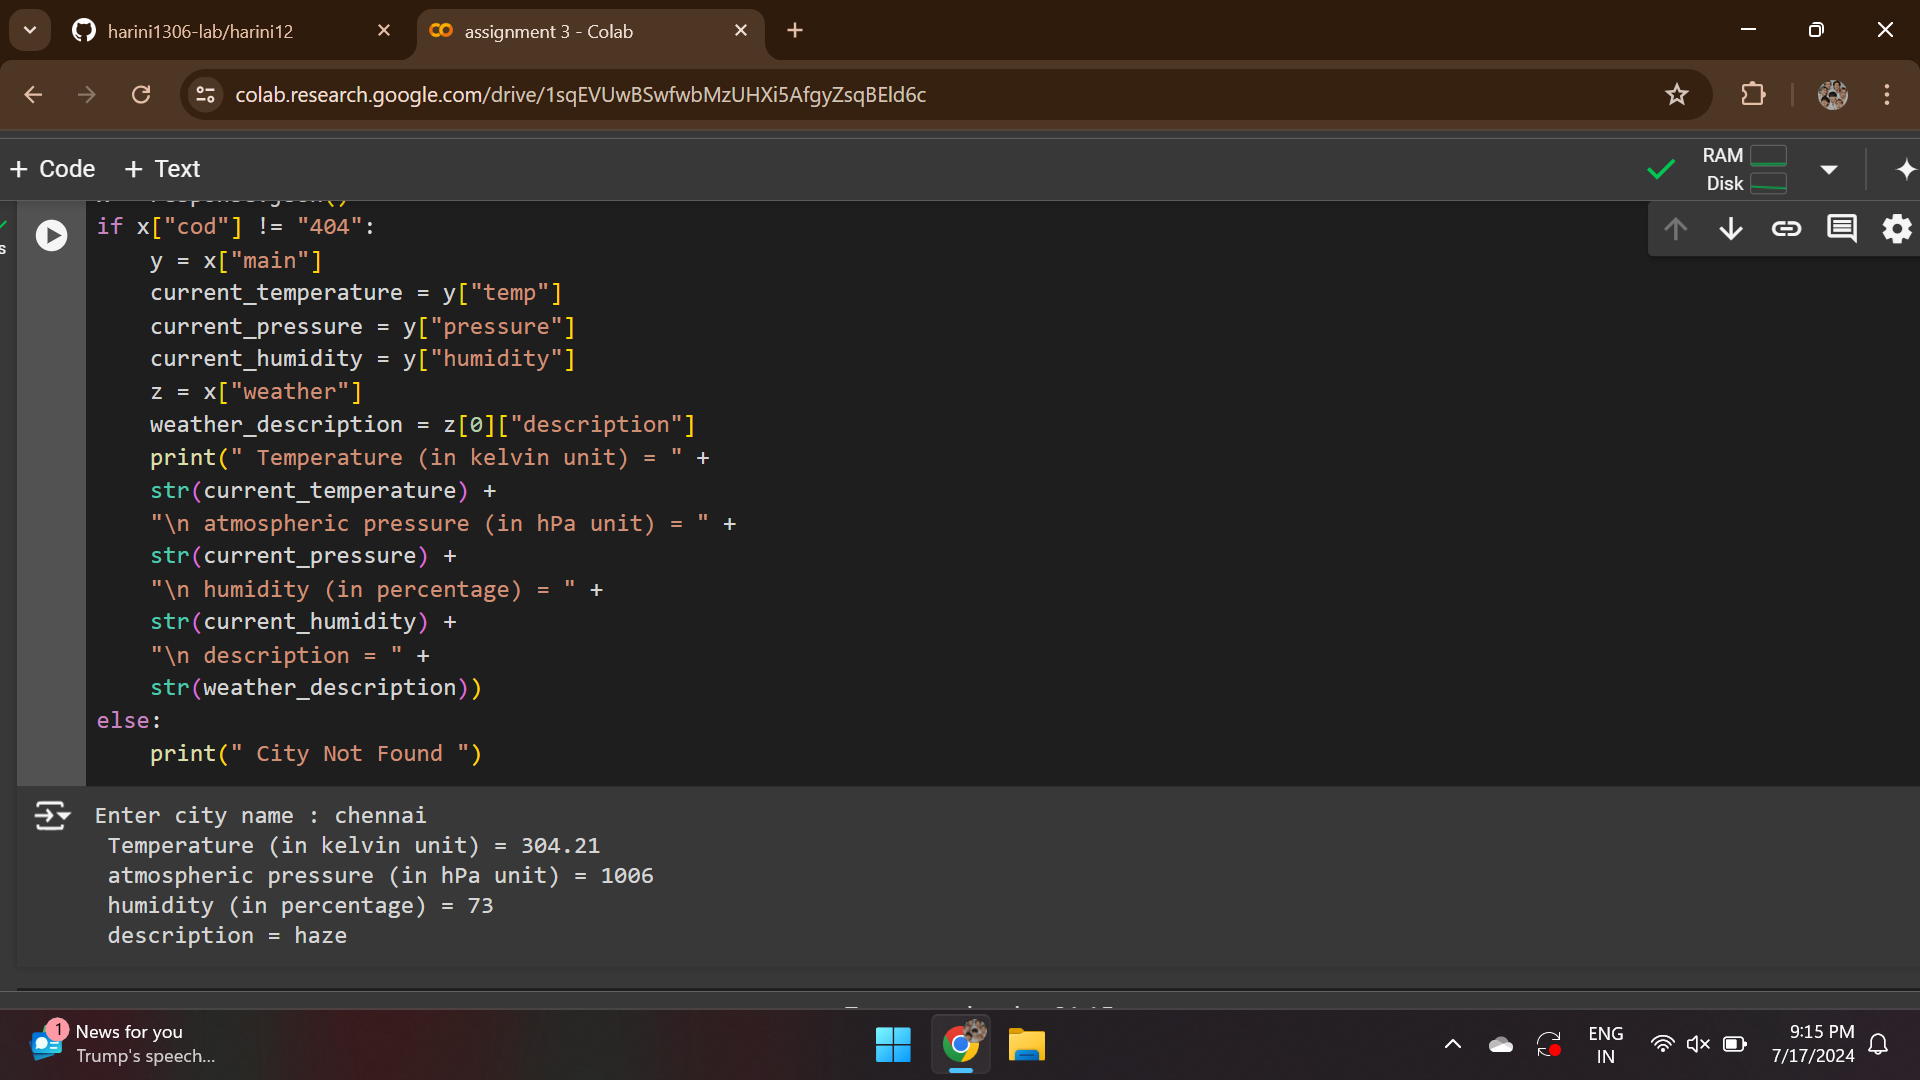 harini1306-lab/harini12
assignment 3 - Colab
colab.research.google.com/drive/1sqEVUwBSwfwbMzUHXi5AfgyZsqBEld6c
+ Code + Text
RAM
Disk
if x["cod"] != "404":
    y = x["main"]
    current_temperature = y["temp"]
    current_pressure = y["pressure"]
    current_humidity = y["humidity"]
    z = x["weather"]
    weather_description = z[0]["description"]
    print(" Temperature (in kelvin unit) = " +
    str(current_temperature) +
    "\n atmospheric pressure (in hPa unit) = " +
    str(current_pressure) +
    "\n humidity (in percentage) = " +
    str(current_humidity) +
    "\n description = " +
    str(weather_description))
else:
    print(" City Not Found ")
Enter city name : chennai
 Temperature (in kelvin unit) = 304.21
 atmospheric pressure (in hPa unit) = 1006
 humidity (in percentage) = 73
 description = haze
1
News for you
Trump's speech...
ENG
IN
9:15 PM
7/17/2024